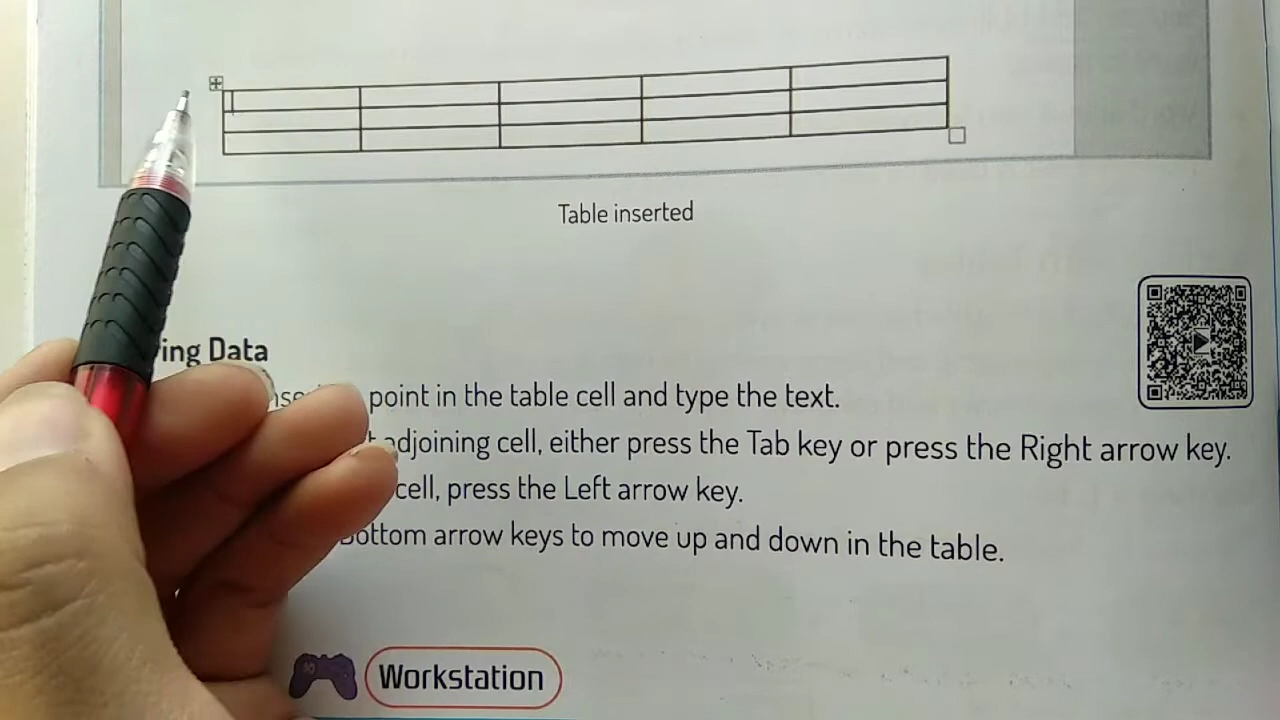 Table inserted
ing Data
point in the table cell and type the text.
adjoining cell, either press the Tab key or press the Right arrow key.
cell, press the Left arrow key.
ottom arrow keys to move up and down in the table.
Workstation